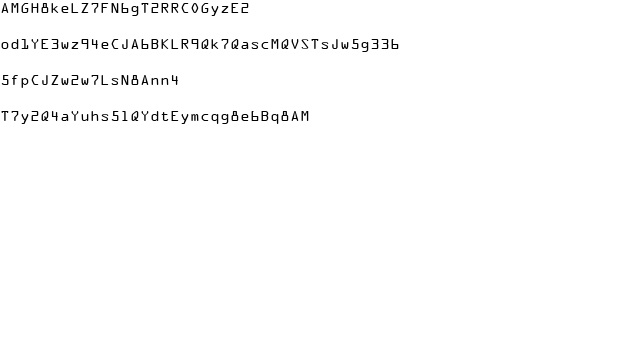 AMGH8keLZ7FN6gT2RRC0GyzE2
od1YE3wz94eCJA6BKLR9Qk7QascMQVSTsJw5g336
5fpCJZw2w7LsN8Ann4
T7y2Q4aYuhs51QYdtEymcqg8e6Bq8AM